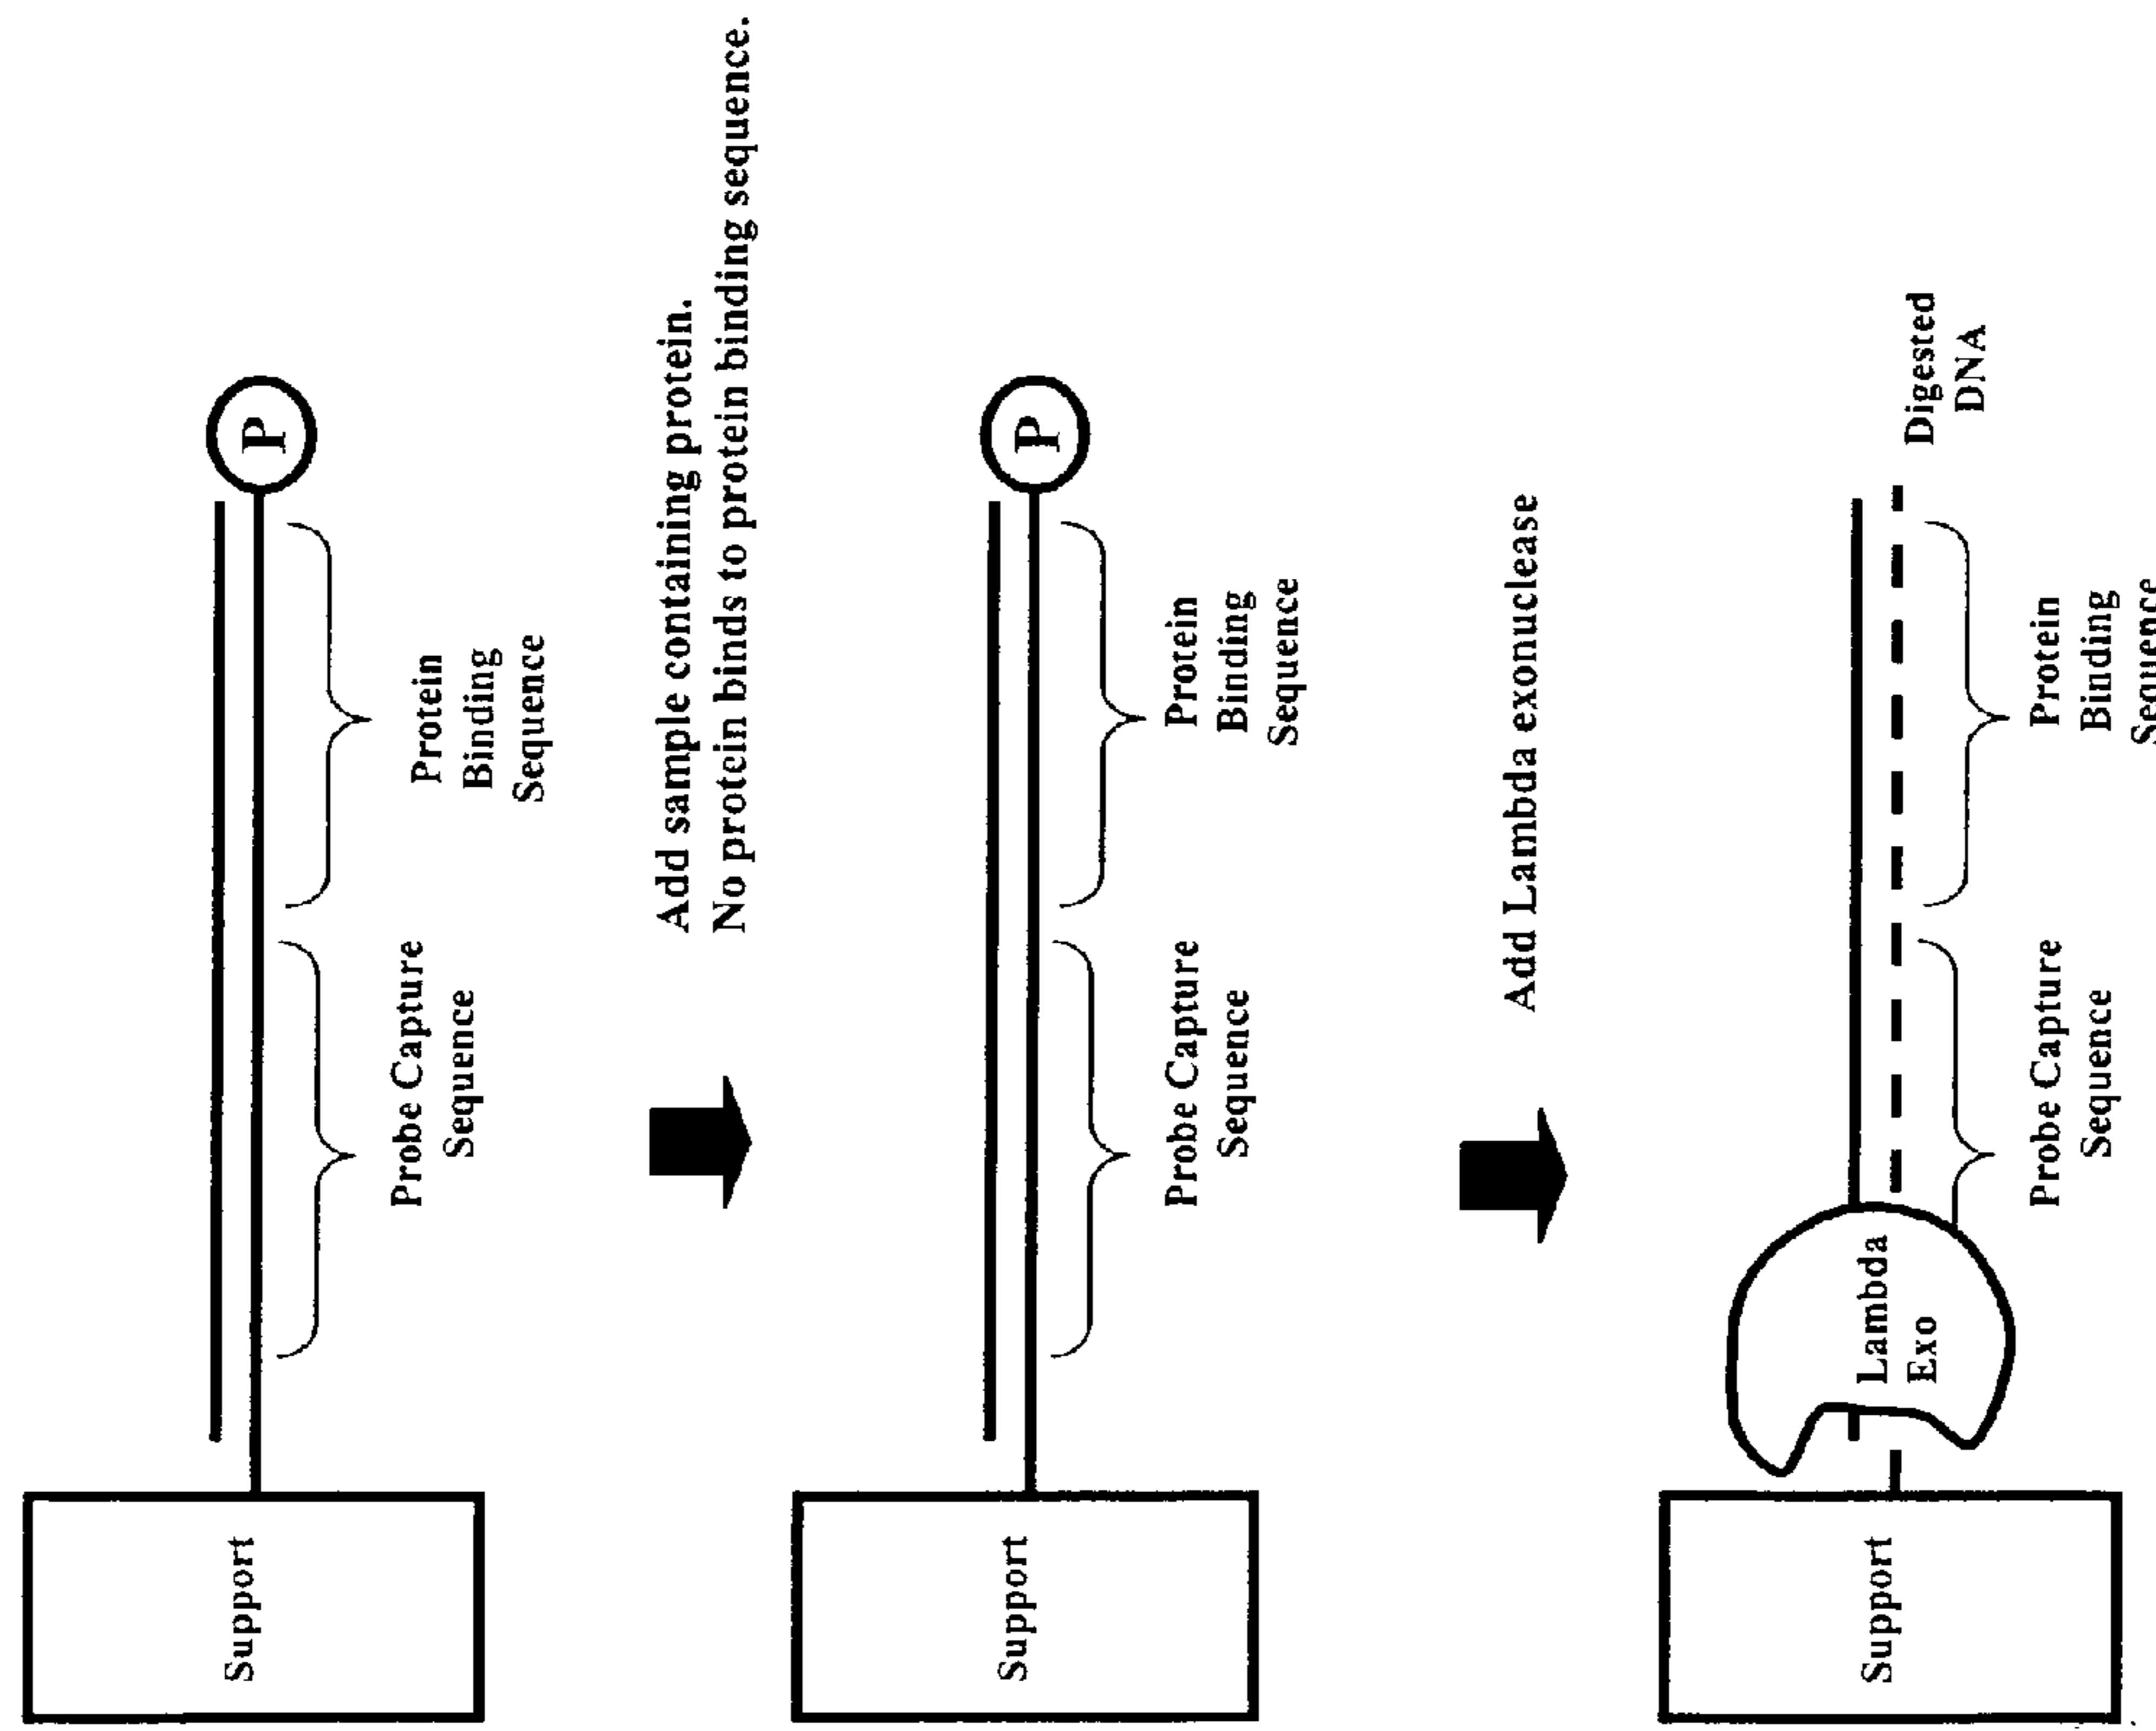 Support
P
Probe Capture
Sequence
Protein
Binding
Sequence
Add sample containing protein.
No protein binds to protein binding sequence.
Support
P
Probe Capture
Sequence
Protein
Binding
Sequence
Add Lambda exonuclease
Support
Lambda
Exo
Digested
DNA
Probe Capture
Sequence
Protein
Binding
Sequence